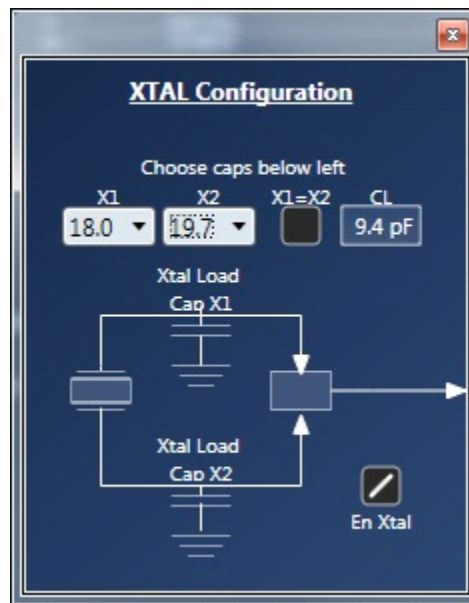 XTAL Configuration
Choose caps below left
X1 X2 X1=X2 CL
18.0 19.7 9.4 pF
Xtal Load
Cap X1
Xtal Load
Cap X2
En Xtal